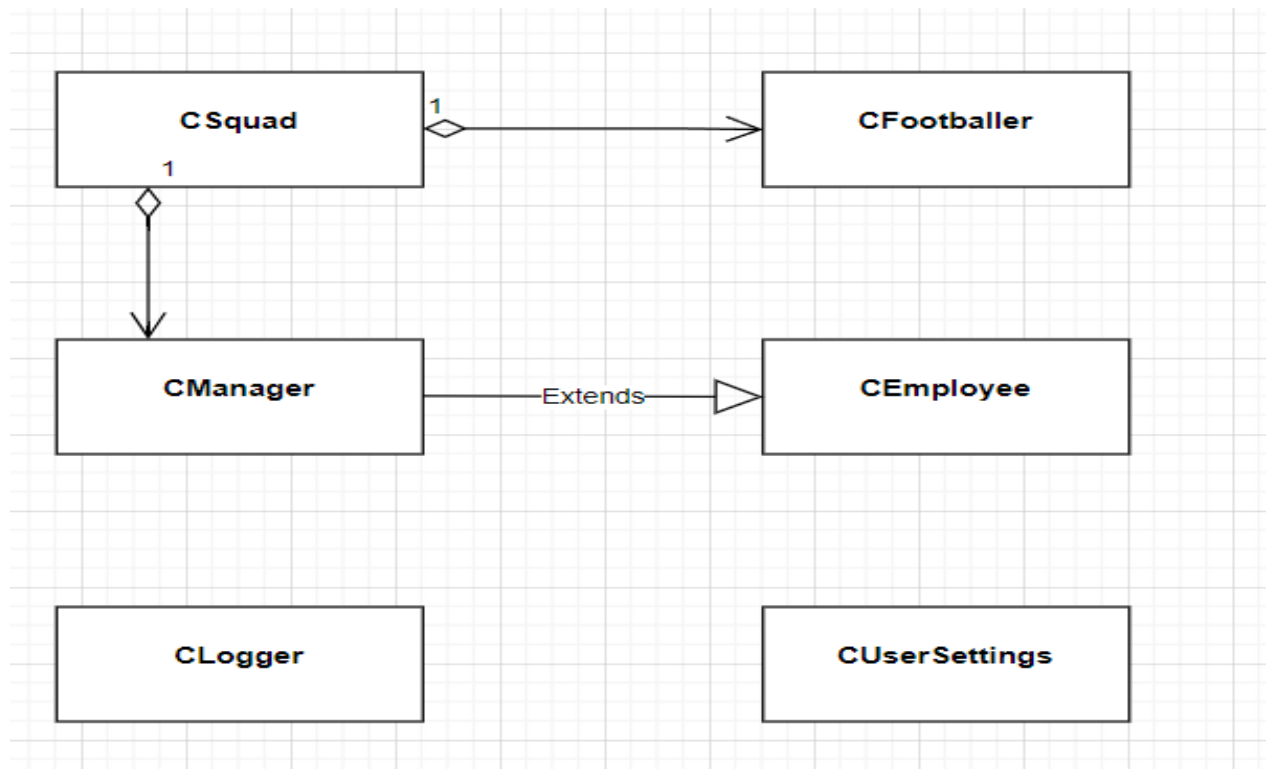 CSquad
1
CFootballer
1
CManager
Extends
CEmployee
CLogger
CUserSettings